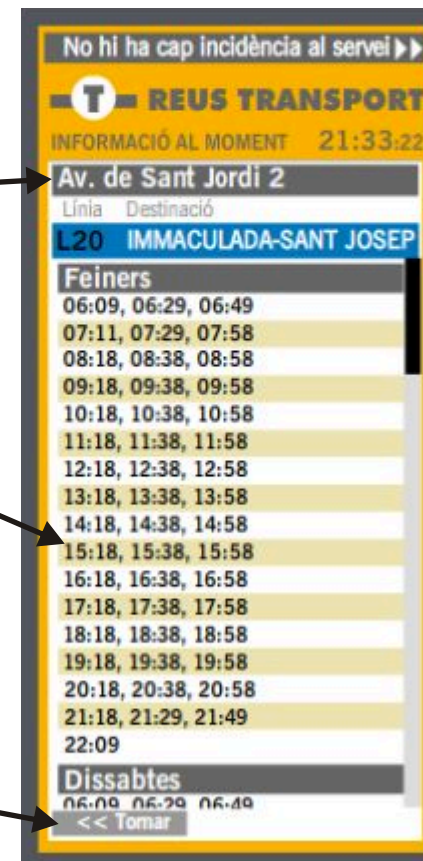 No hi ha cap incidència al servei
T REUS TRANSPORT
INFORMACIÓ AL MOMENT 21:33:22
Av. de Sant Jordi 2
Línia Destinació
L20 IMMACULADA-SANT JOSEP
Feiners
06:09, 06:29, 06:49
07:11, 07:29, 07:58
08:18, 08:38, 08:58
09:18, 09:38, 09:58
10:18, 10:38, 10:58
11:18, 11:38, 11:58
12:18, 12:38, 12:58
13:18, 13:38, 13:58
14:18, 14:38, 14:58
15:18, 15:38, 15:58
16:18, 16:38, 16:58
17:18, 17:38, 17:58
18:18, 18:38, 18:58
19:18, 19:38, 19:58
20:18, 20:38, 20:58
21:18, 21:29, 21:49
22:09
Dissabtes
06:09, 06:29, 06:49
<< Tornar